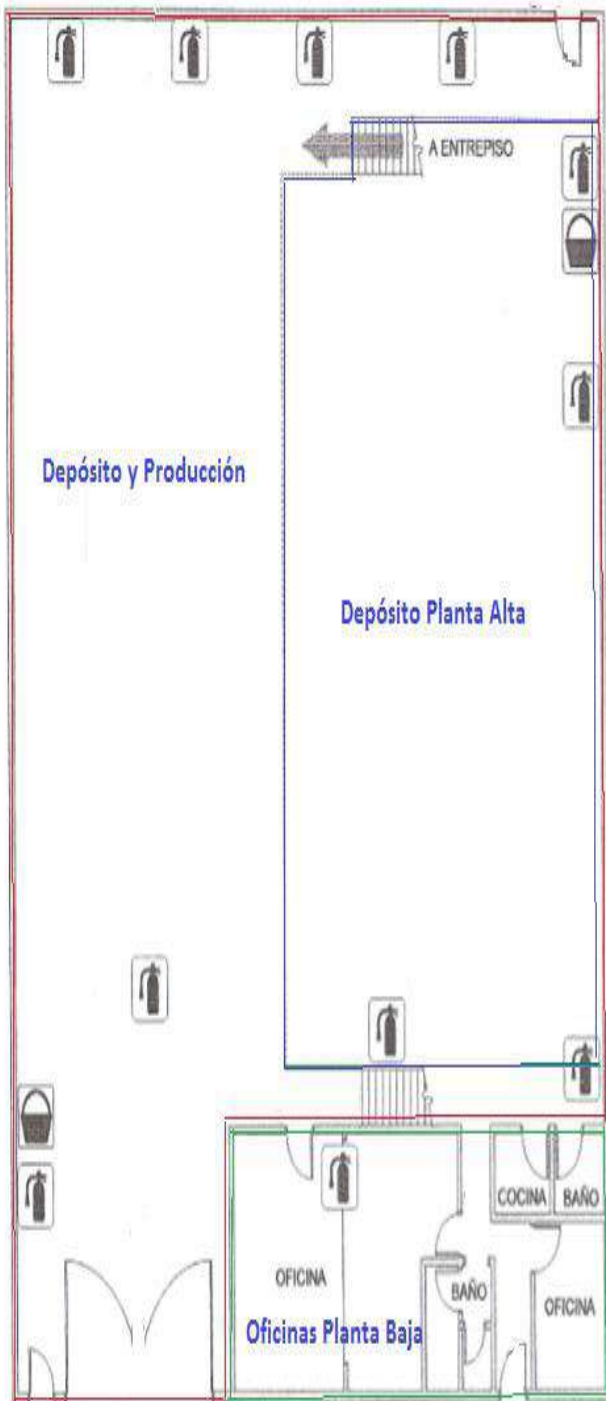 A ENTREPISO
Depósito y Producción
Depósito Planta Alta
COCINA
BAÑO
OFICINA
BAÑO
OFICINA
Oficinas Planta Baja